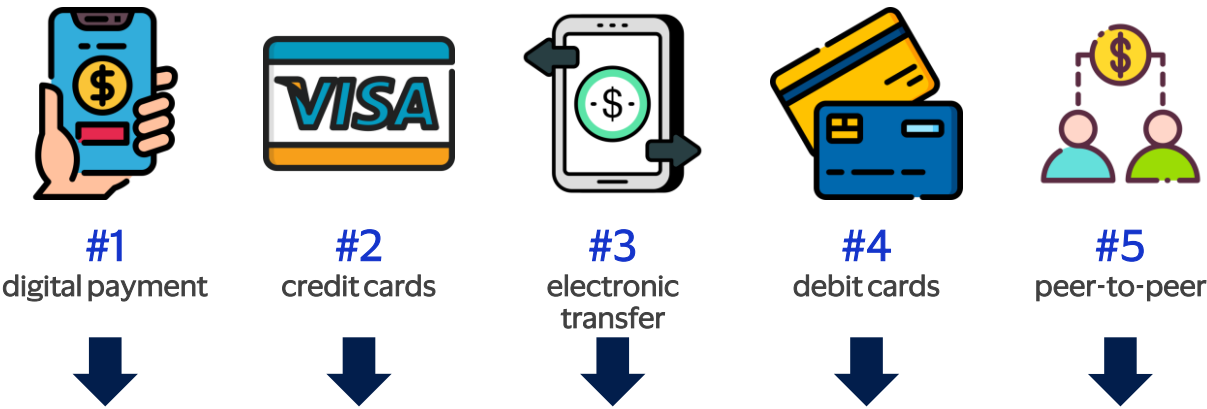 VISA
#1
digital payment
#2
credit cards
#3
electronic
transfer
#4
debit cards
#5
peer-to-peer